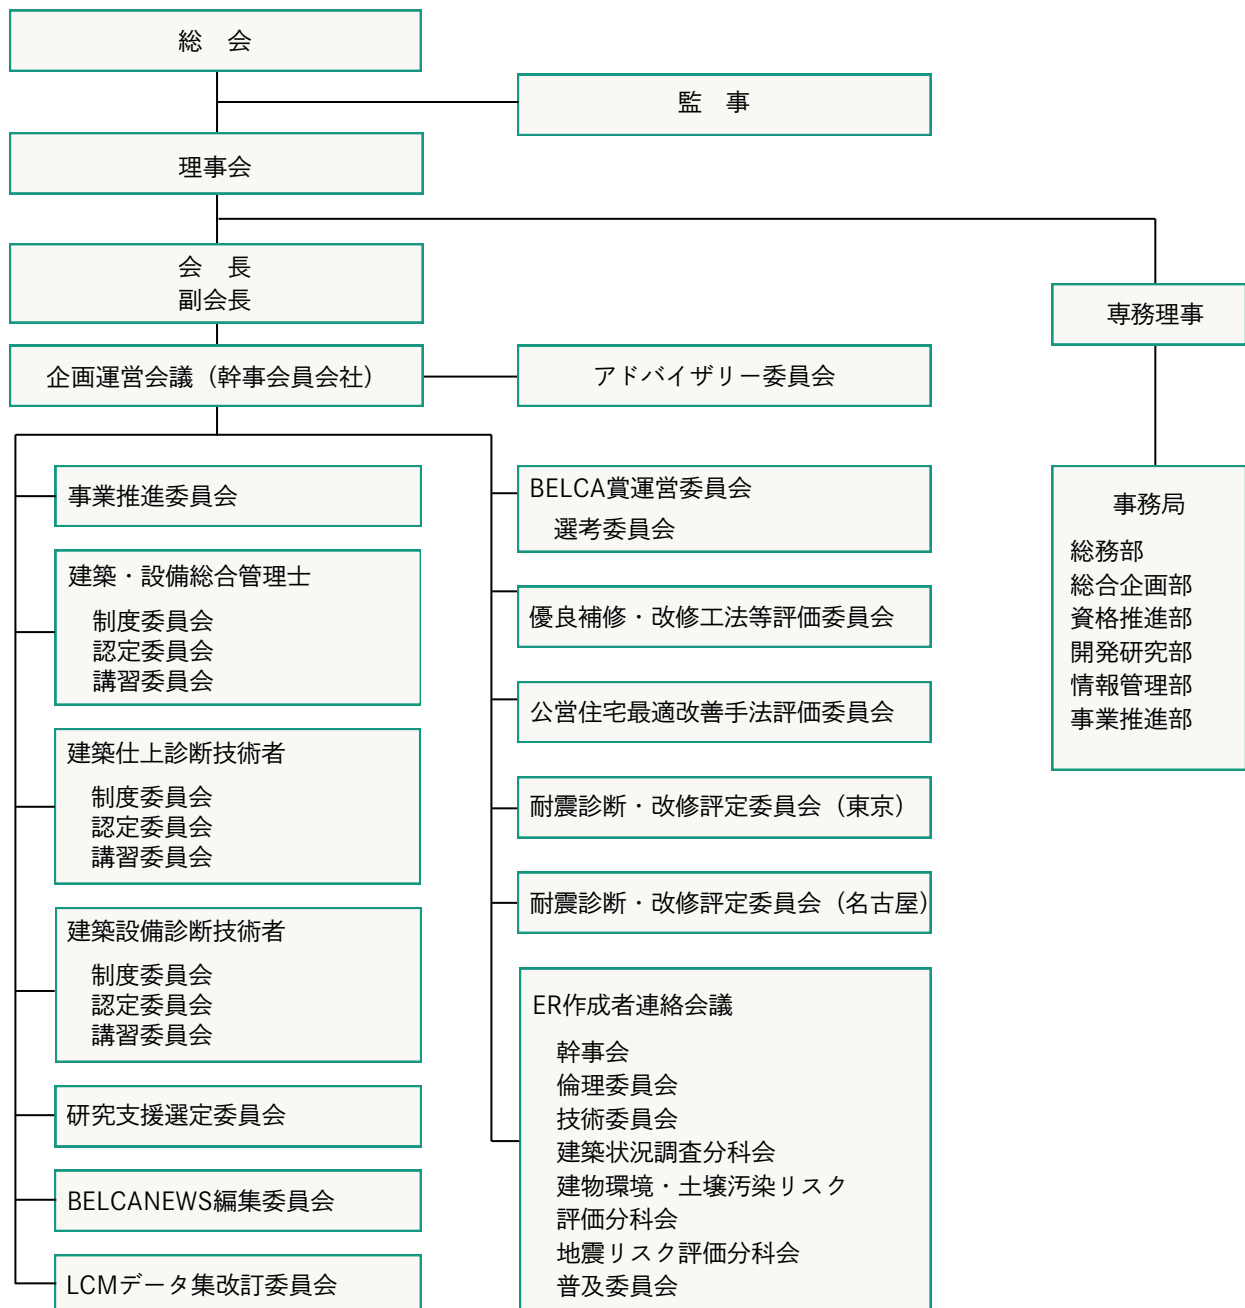 総　会
監　事
理事会
会　長
副会長
専務理事
企画運営会議（幹事会員会社）
アドバイザリー委員会
事業推進委員会
建築・設備総合管理士
制度委員会
認定委員会
講習委員会
建築仕上診断技術者
制度委員会
認定委員会
講習委員会
建築設備診断技術者
制度委員会
認定委員会
講習委員会
研究支援選定委員会
BELCANEWS編集委員会
LCMデータ集改訂委員会
BELCA賞運営委員会
選考委員会
優良補修・改修工法等評価委員会
公営住宅最適改善手法評価委員会
耐震診断・改修評定委員会（東京）
耐震診断・改修評定委員会（名古屋）
ER作成者連絡会議
幹事会
倫理委員会
技術委員会
建築状況調査分科会
建物環境・土壌汚染リスク
評価分科会
地震リスク評価分科会
普及委員会
事務局
総務部
総合企画部
資格推進部
開発研究部
情報管理部
事業推進部